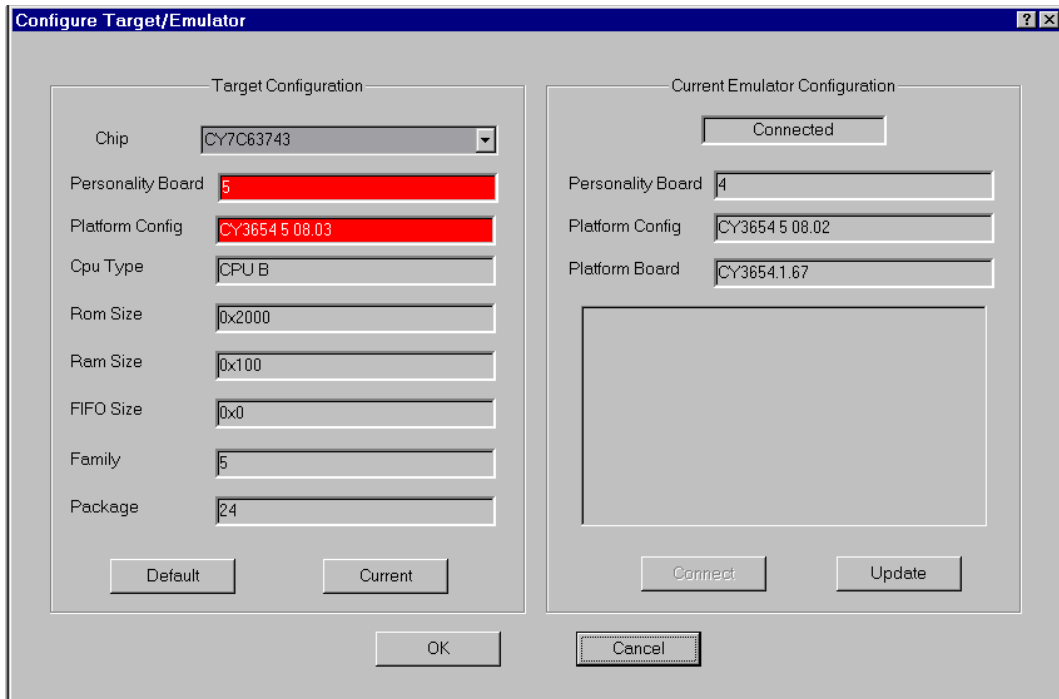 Configure Target/Emulator
Target Configuration
Chip CY7C63743
Personality Board 5
Platform Config CY3654 5 08.03
Cpu Type CPU B
Rom Size 0x2000
Ram Size 0x100
FIFO Size 0x0
Family 5
Package 24
Default Current
Current Emulator Configuration
Connected
Personality Board 4
Platform Config CY3654 5 08.02
Platform Board CY3654.1.67
Connect Update
OK Cancel